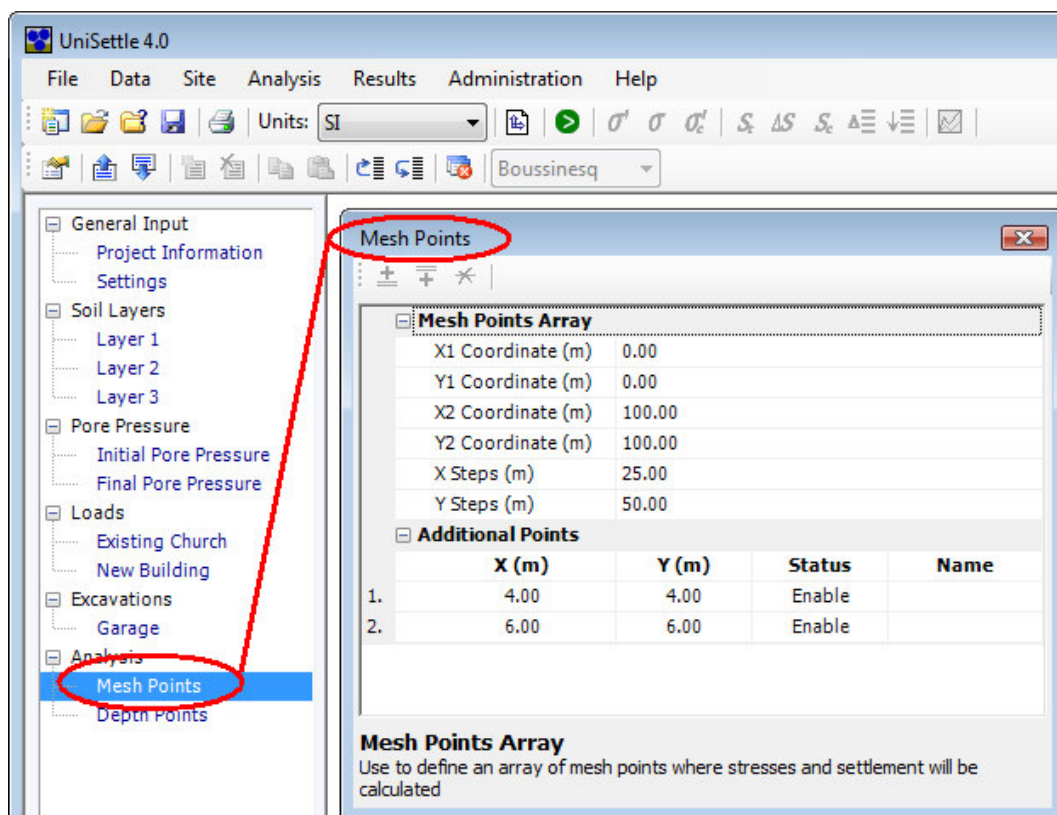 UniSettle 4.0
File Data Site Analysis Results Administration Help
Units: SI σ' σ σ'c St ΔS Sc
Boussinesq
General Input
Project Information
Settings
Soil Layers
Layer 1
Layer 2
Layer 3
Pore Pressure
Initial Pore Pressure
Final Pore Pressure
Loads
Existing Church
New Building
Excavations
Garage
Analysis
Mesh Points
Depth Points
Mesh Points
Mesh Points Array
X1 Coordinate (m) 0.00
Y1 Coordinate (m) 0.00
X2 Coordinate (m) 100.00
Y2 Coordinate (m) 100.00
X Steps (m) 25.00
Y Steps (m) 50.00
Additional Points
X (m) Y (m) Status Name
1. 4.00 4.00 Enable
2. 6.00 6.00 Enable
Mesh Points Array
Use to define an array of mesh points where stresses and settlement will be
calculated